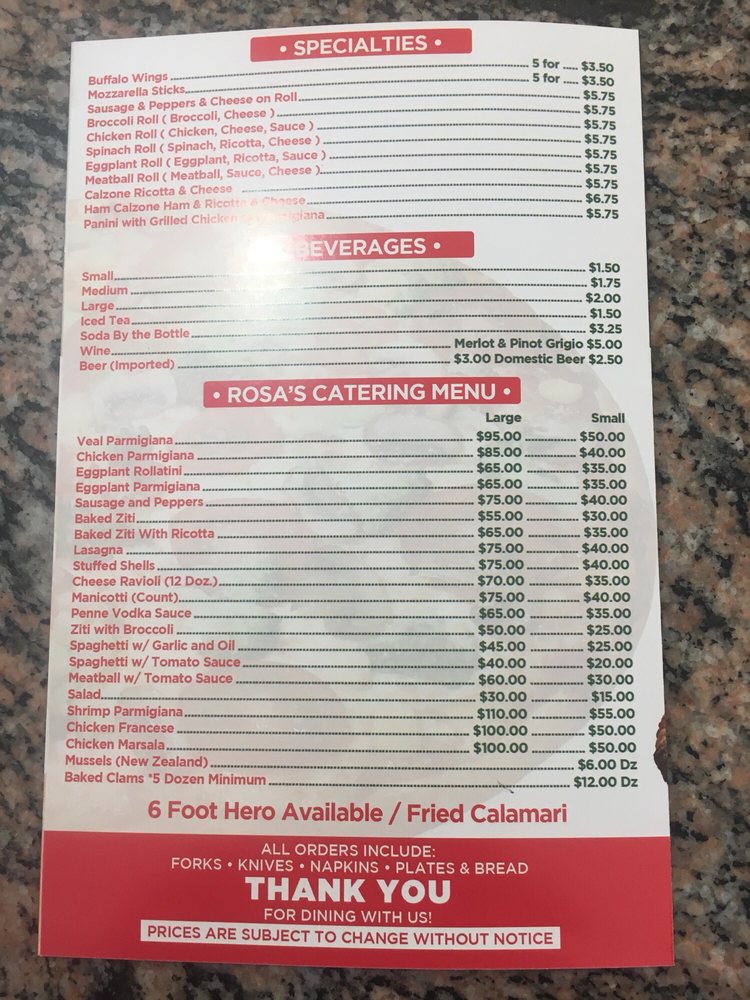 • SPECIALTIES •
Buffalo Wings 5 for $3.50
Mozzarella Sticks 5 for $3.50
Sausage & Peppers & Cheese on Roll $5.75
Broccoli Roll ( Broccoli, Cheese ) $5.75
Chicken Roll ( Chicken, Cheese, Sauce ) $5.75
Spinach Roll ( Spinach, Ricotta, Cheese ) $5.75
Eggplant Roll ( Eggplant, Ricotta, Sauce ) $5.75
Meatball Roll ( Meatball, Sauce, Cheese ) $5.75
Calzone Ricotta & Cheese $5.75
Ham Calzone Ham & Ricotta & Cheese $6.75
Panini with Grilled Chicken $5.75
BEVERAGES •
Small $1.50
Medium $1.75
Large $2.00
Iced Tea $1.50
Soda By the Bottle $3.25
Wine Merlot & Pinot Grigio $5.00
Beer (Imported) $3.00 Domestic Beer $2.50
• ROSA'S CATERING MENU •
Large Small
Veal Parmigiana $95.00 $50.00
Chicken Parmigiana $85.00 $40.00
Eggplant Rollatini $65.00 $35.00
Eggplant Parmigiana $65.00 $35.00
Sausage and Peppers $75.00 $40.00
Baked Ziti $55.00 $30.00
Baked Ziti With Ricotta $65.00 $35.00
Lasagna $75.00 $40.00
Stuffed Shells $75.00 $40.00
Cheese Ravioli (12 Doz.) $70.00 $35.00
Manicotti (Count) $75.00 $40.00
Penne Vodka Sauce $65.00 $35.00
Ziti with Broccoli $50.00 $25.00
Spaghetti w/ Garlic and Oil $45.00 $25.00
Spaghetti w/ Tomato Sauce $40.00 $20.00
Meatball w/ Tomato Sauce $60.00 $30.00
Salad $30.00 $15.00
Shrimp Parmigiana $110.00 $55.00
Chicken Francese $100.00 $50.00
Chicken Marsala $100.00 $50.00
Mussels (New Zealand) $6.00 Dz
Baked Clams *5 Dozen Minimum $12.00 Dz
6 Foot Hero Available / Fried Calamari
ALL ORDERS INCLUDE:
FORKS • KNIVES • NAPKINS • PLATES & BREAD
THANK YOU
FOR DINING WITH US!
PRICES ARE SUBJECT TO CHANGE WITHOUT NOTICE